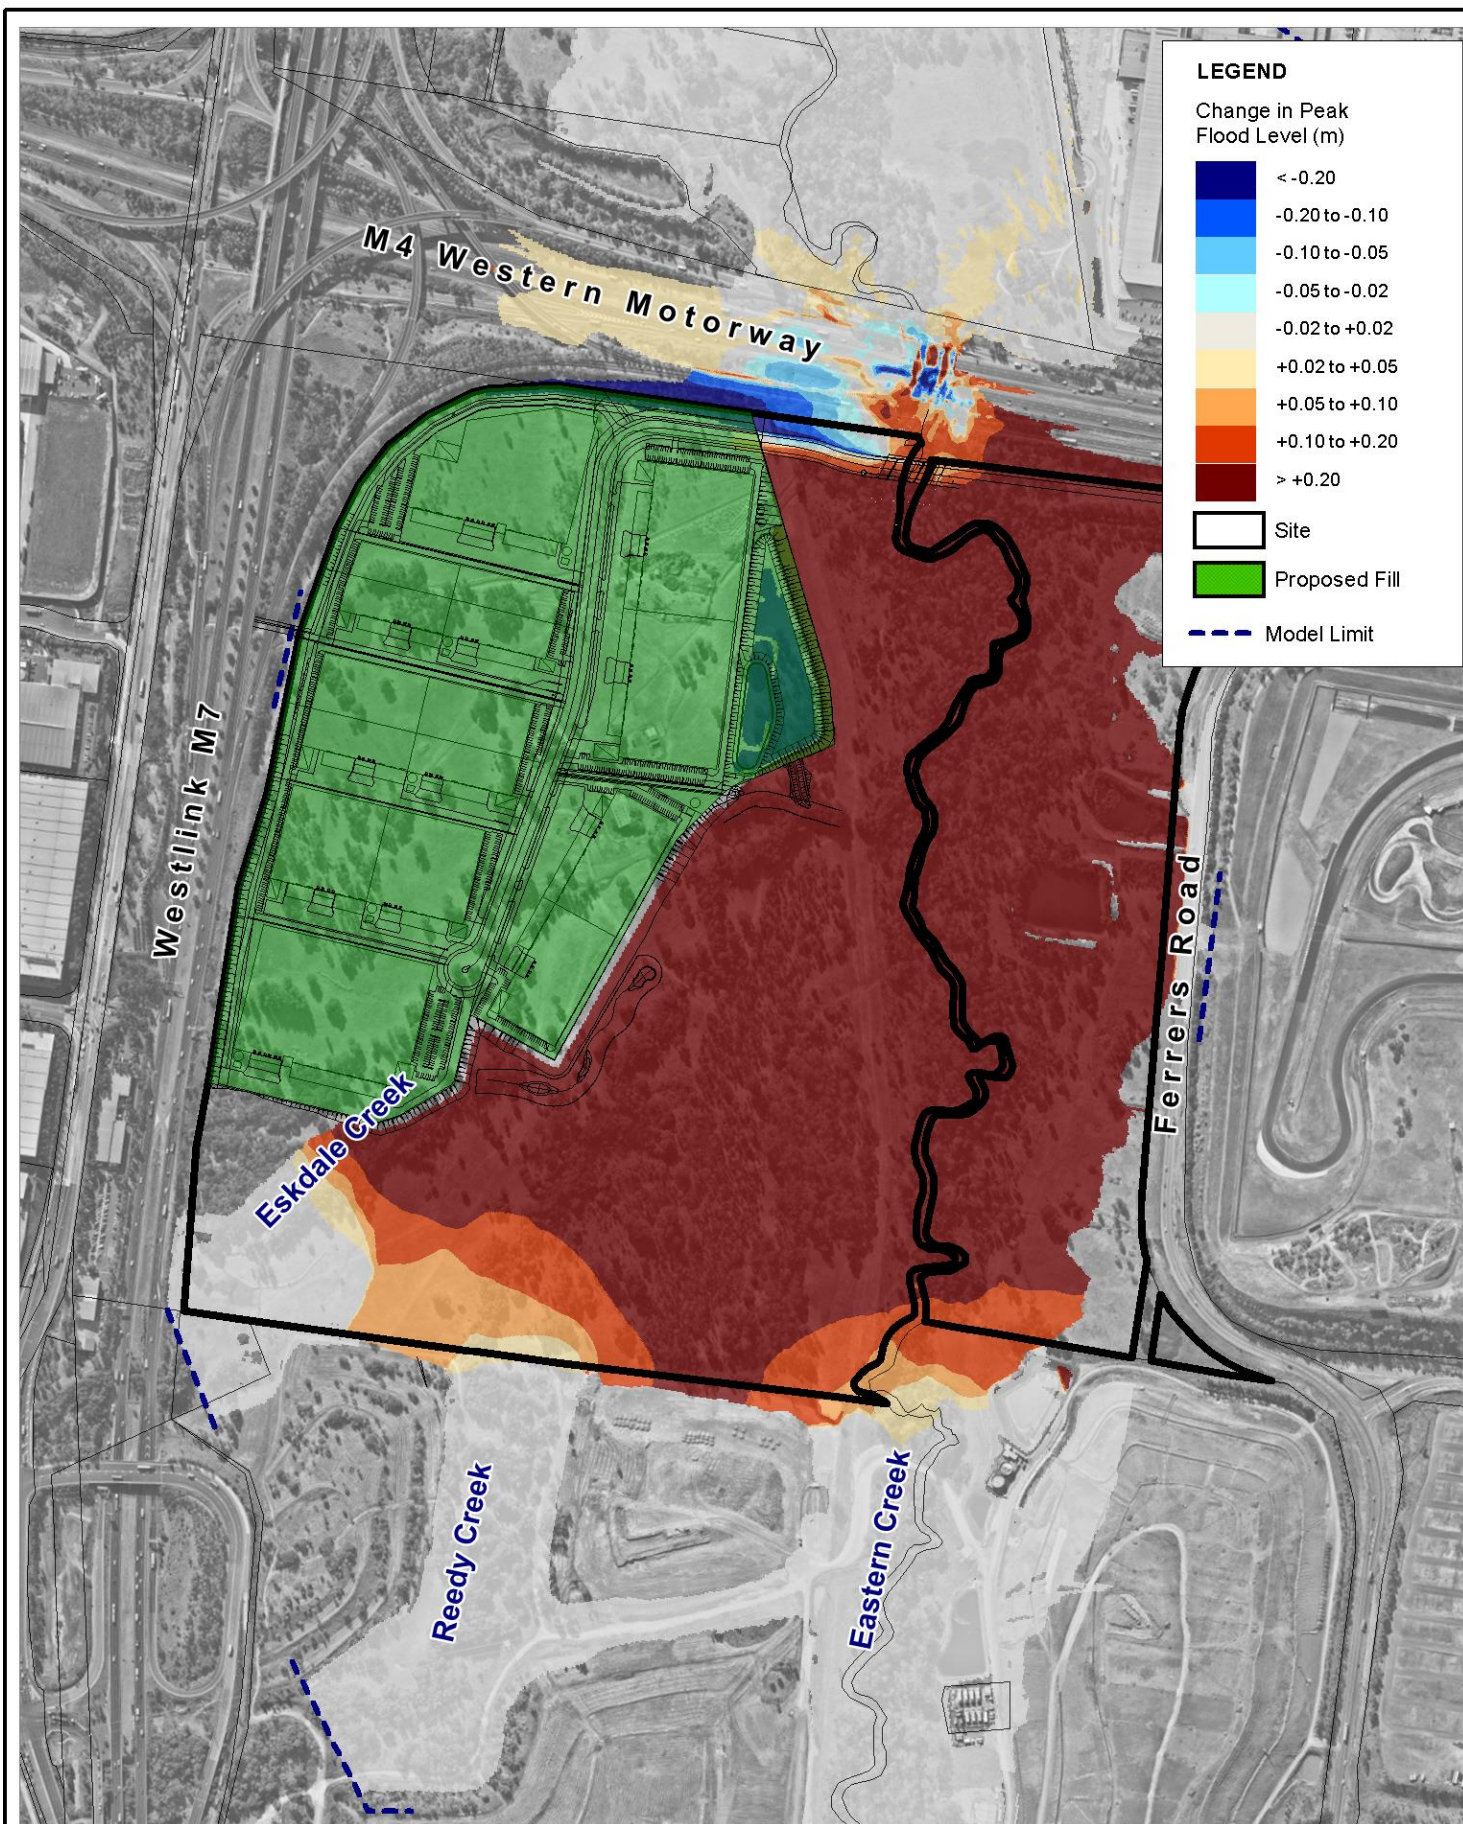 LEGEND
Change in Peak
Flood Level (m)
< -0.20
-0.20 to -0.10
-0.10 to -0.05
-0.05 to -0.02
-0.02 to +0.02
+0.02 to +0.05
+0.05 to +0.10
+0.10 to +0.20
> +0.20
Site
Proposed Fill
Model Limit
M4 Western Motorway
Westlink M7
Ferrers Road
Eskdale Creek
Reedy Creek
Eastern Creek